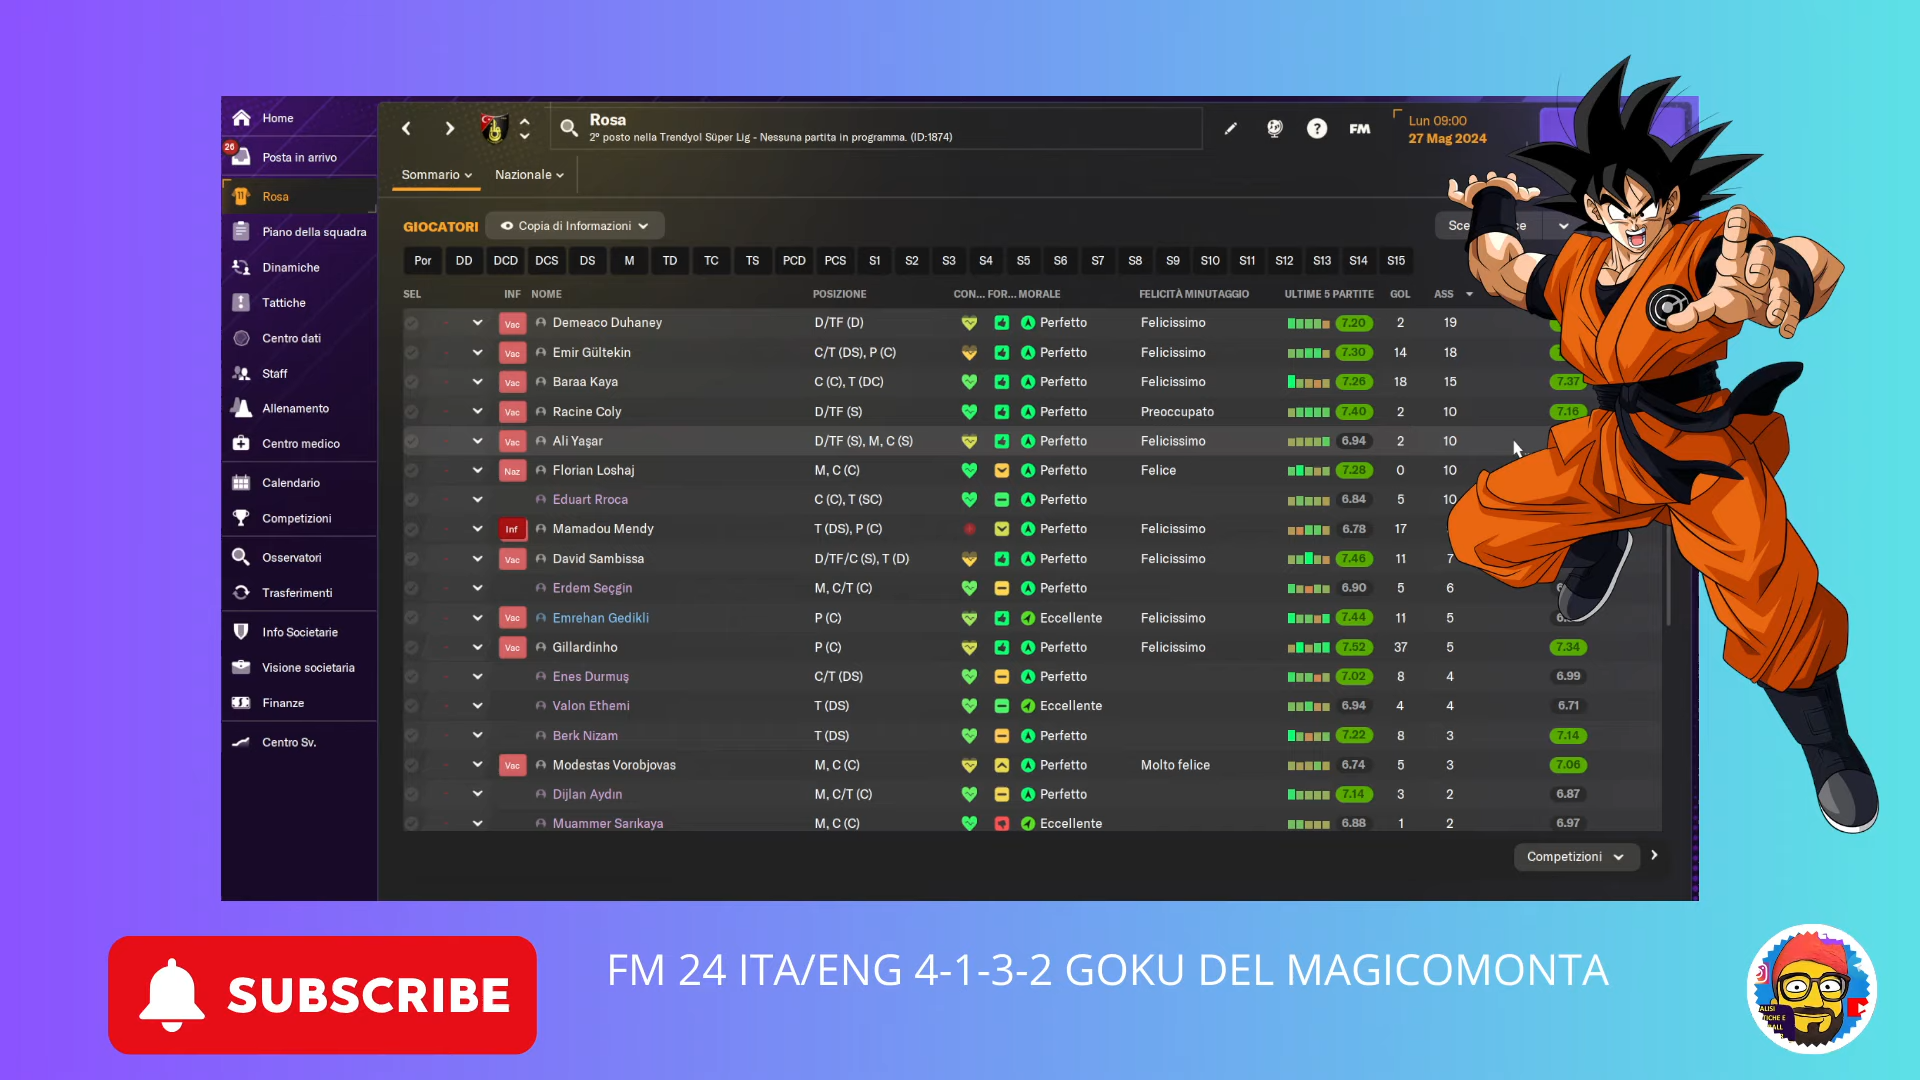 Home
26
Posta in arrivo
Rosa
Piano della squadra
Dinamiche
Tattiche
Centro dati
Staff
Allenamento
Centro medico
Calendario
Competizioni
Osservatori
Trasferimenti
Info Societarie
Visione societaria
Finanze
Centro Sv.
Rosa
2° posto nella Trendyol Süper Lig - Nessuna partita in programma. (ID:1874)
? FM
Lun 09:00
27 Mag 2024
Sommario Nazionale
GIOCATORI Copia di Informazioni
Por DD DCD DCS DS M TD TC TS PCD PCS S1 S2 S3 S4 S5 S6 S7 S8 S9 S10 S11 S12 S13 S14 S15
SEL INF NOME POSIZIONE CON... FOR... MORALE FELICITÀ MINUTAGGIO ULTIME 5 PARTITE GOL ASS
Vac Demeaco Duhaney D/TF (D) Perfetto Felicissimo 7.20 2 19
Vac Emir Gültekin C/T (DS), P (C) Perfetto Felicissimo 7.30 14 18
Vac Baraa Kaya C (C), T (DC) Perfetto Felicissimo 7.26 18 15 7.37
Vac Racine Coly D/TF (S) Perfetto Preoccupato 7.40 2 10 7.16
Vac Ali Yaşar D/TF (S), M, C (S) Perfetto Felicissimo 6.94 2 10
Naz Florian Loshaj M, C (C) Perfetto Felice 7.28 0 10
Eduart Rroca C (C), T (SC) Perfetto 6.84 5 10
Inf Mamadou Mendy T (DS), P (C) Perfetto Felicissimo 6.78 17
Vac David Sambissa D/TF/C (S), T (D) Perfetto Felicissimo 7.46 11 7
Erdem Seçgin M, C/T (C) Perfetto 6.90 5 6
Vac Emrehan Gedikli P (C) Eccellente Felicissimo 7.44 11 5
Vac Gillardinho P (C) Perfetto Felicissimo 7.52 37 5 7.34
Enes Durmuş C/T (DS) Perfetto 7.02 8 4 6.99
Valon Ethemi T (DS) Eccellente 6.94 4 4 6.71
Berk Nizam T (DS) Perfetto 7.22 8 3 7.14
Vac Modestas Vorobjovas M, C (C) Perfetto Molto felice 6.74 5 3 7.06
Dijlan Aydın M, C/T (C) Perfetto 7.14 3 2 6.87
Muammer Sarıkaya M, C (C) Eccellente 6.88 1 2 6.97
Competizioni
SUBSCRIBE
FM 24 ITA/ENG 4-1-3-2 GOKU DEL MAGICOMONTA